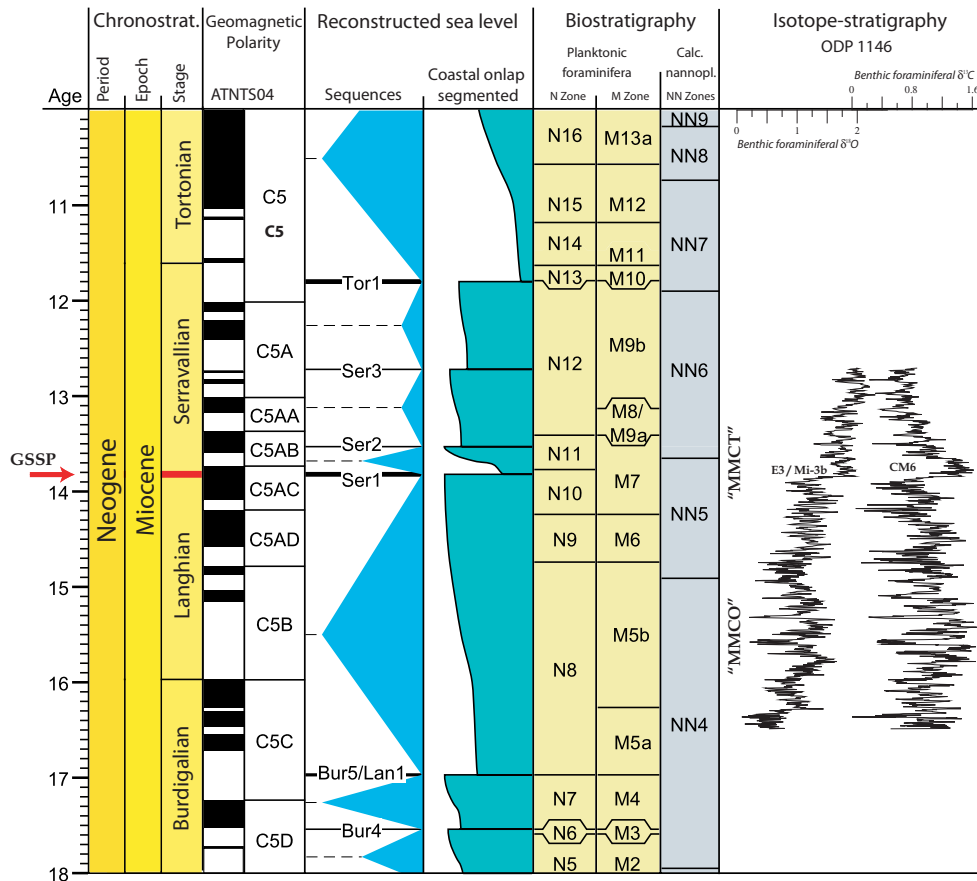 Chronostrat.
Geomagnetic
Polarity
Reconstructed sea level
Biostratigraphy
Isotope-stratigraphy
ODP 1146
Age
Period
Epoch
Stage
ATNTS04
Sequences
Coastal onlap
segmented
Planktonic
foraminifera
N Zone
M Zone
Calc.
nannopl.
NN Zones
Benthic foraminiferal δ¹³C
0 0.8 1.6
0 1 2
Benthic foraminiferal δ¹⁸O
11
12
13
14
15
16
17
18
GSSP
Neogene
Miocene
Tortonian
Serravallian
Langhian
Burdigalian
C5
C5
C5A
C5AA
C5AB
C5AC
C5AD
C5B
C5C
C5D
Tor1
Ser3
Ser2
Ser1
Bur5/Lan1
Bur4
N16
N15
N14
N13
N12
N11
N10
N9
N8
N7
N6
N5
M13a
M12
M11
M10
M9b
M8/
M9a
M7
M6
M5b
M5a
M4
M3
M2
NN9
NN8
NN7
NN6
NN5
NN4
"MMCT"
"MMCO"
E3 / Mi-3b
CM6